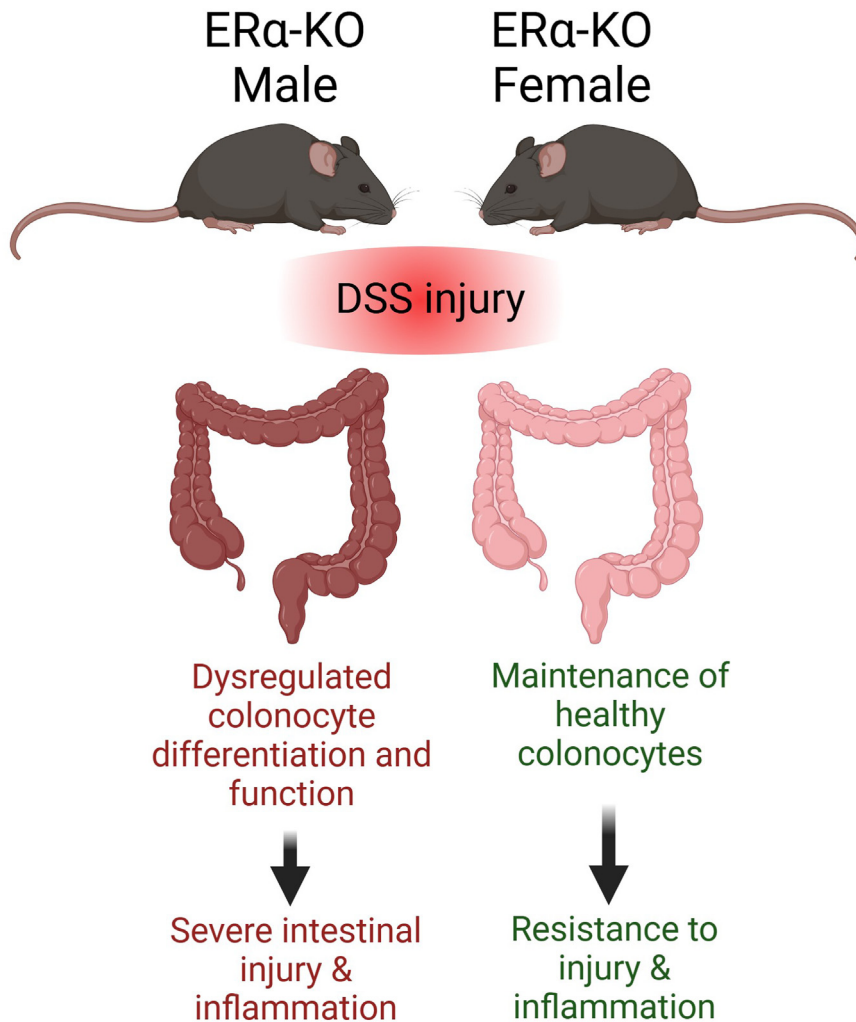 ERα-KO
Male
ERα-KO
Female
DSS injury
Dysregulated
colonocyte
differentiation and
function
Maintenance of
healthy
colonocytes
Severe intestinal
injury &
inflammation
Resistance to
injury &
inflammation